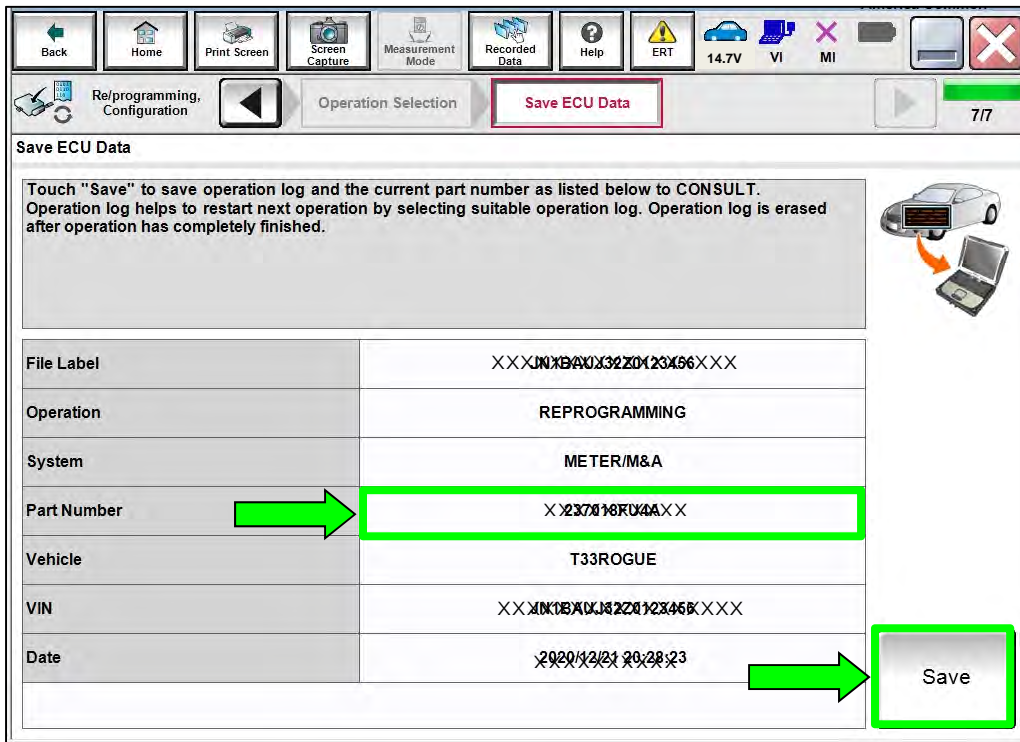 Back
Home
Print Screen
Screen Capture
Measurement Mode
Recorded Data
Help
ERT
14.7V
VI
MI
Re/programming, Configuration
Operation Selection
Save ECU Data
7/7
Save ECU Data
Touch "Save" to save operation log and the current part number as listed below to CONSULT.
Operation log helps to restart next operation by selecting suitable operation log. Operation log is erased
after operation has completely finished.
File Label
Operation REPROGRAMMING
System METER/M&A
Part Number
Vehicle T33ROGUE
VIN
Date
Save